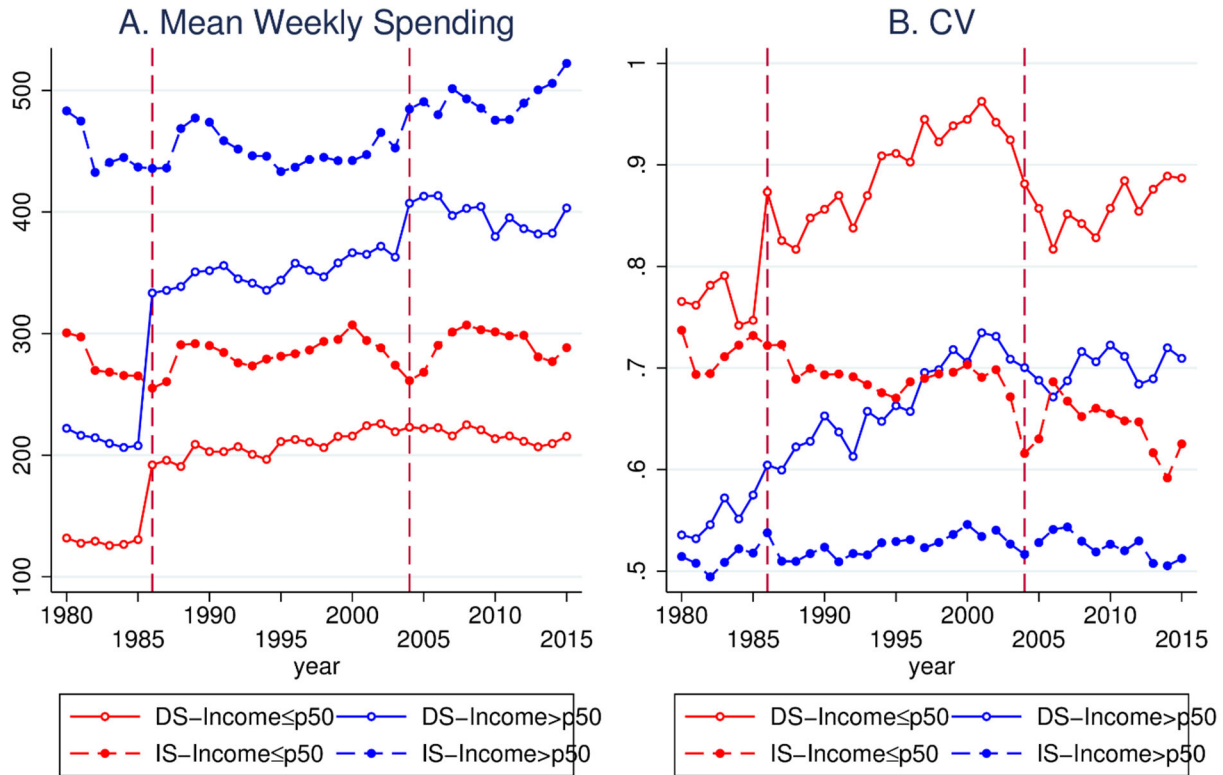 A. Mean Weekly Spending
500
400
300
200
100
1980 1990 2000 2010
1985 1995 2005 2015
year
DS−Income≤p50 DS−Income>p50
IS−Income≤p50 IS−Income>p50
B. CV
1
.9
.8
.7
.6
.5
1980 1990 2000 2010
1985 1995 2005 2015
year
DS−Income≤p50 DS−Income>p50
IS−Income≤p50 IS−Income>p50